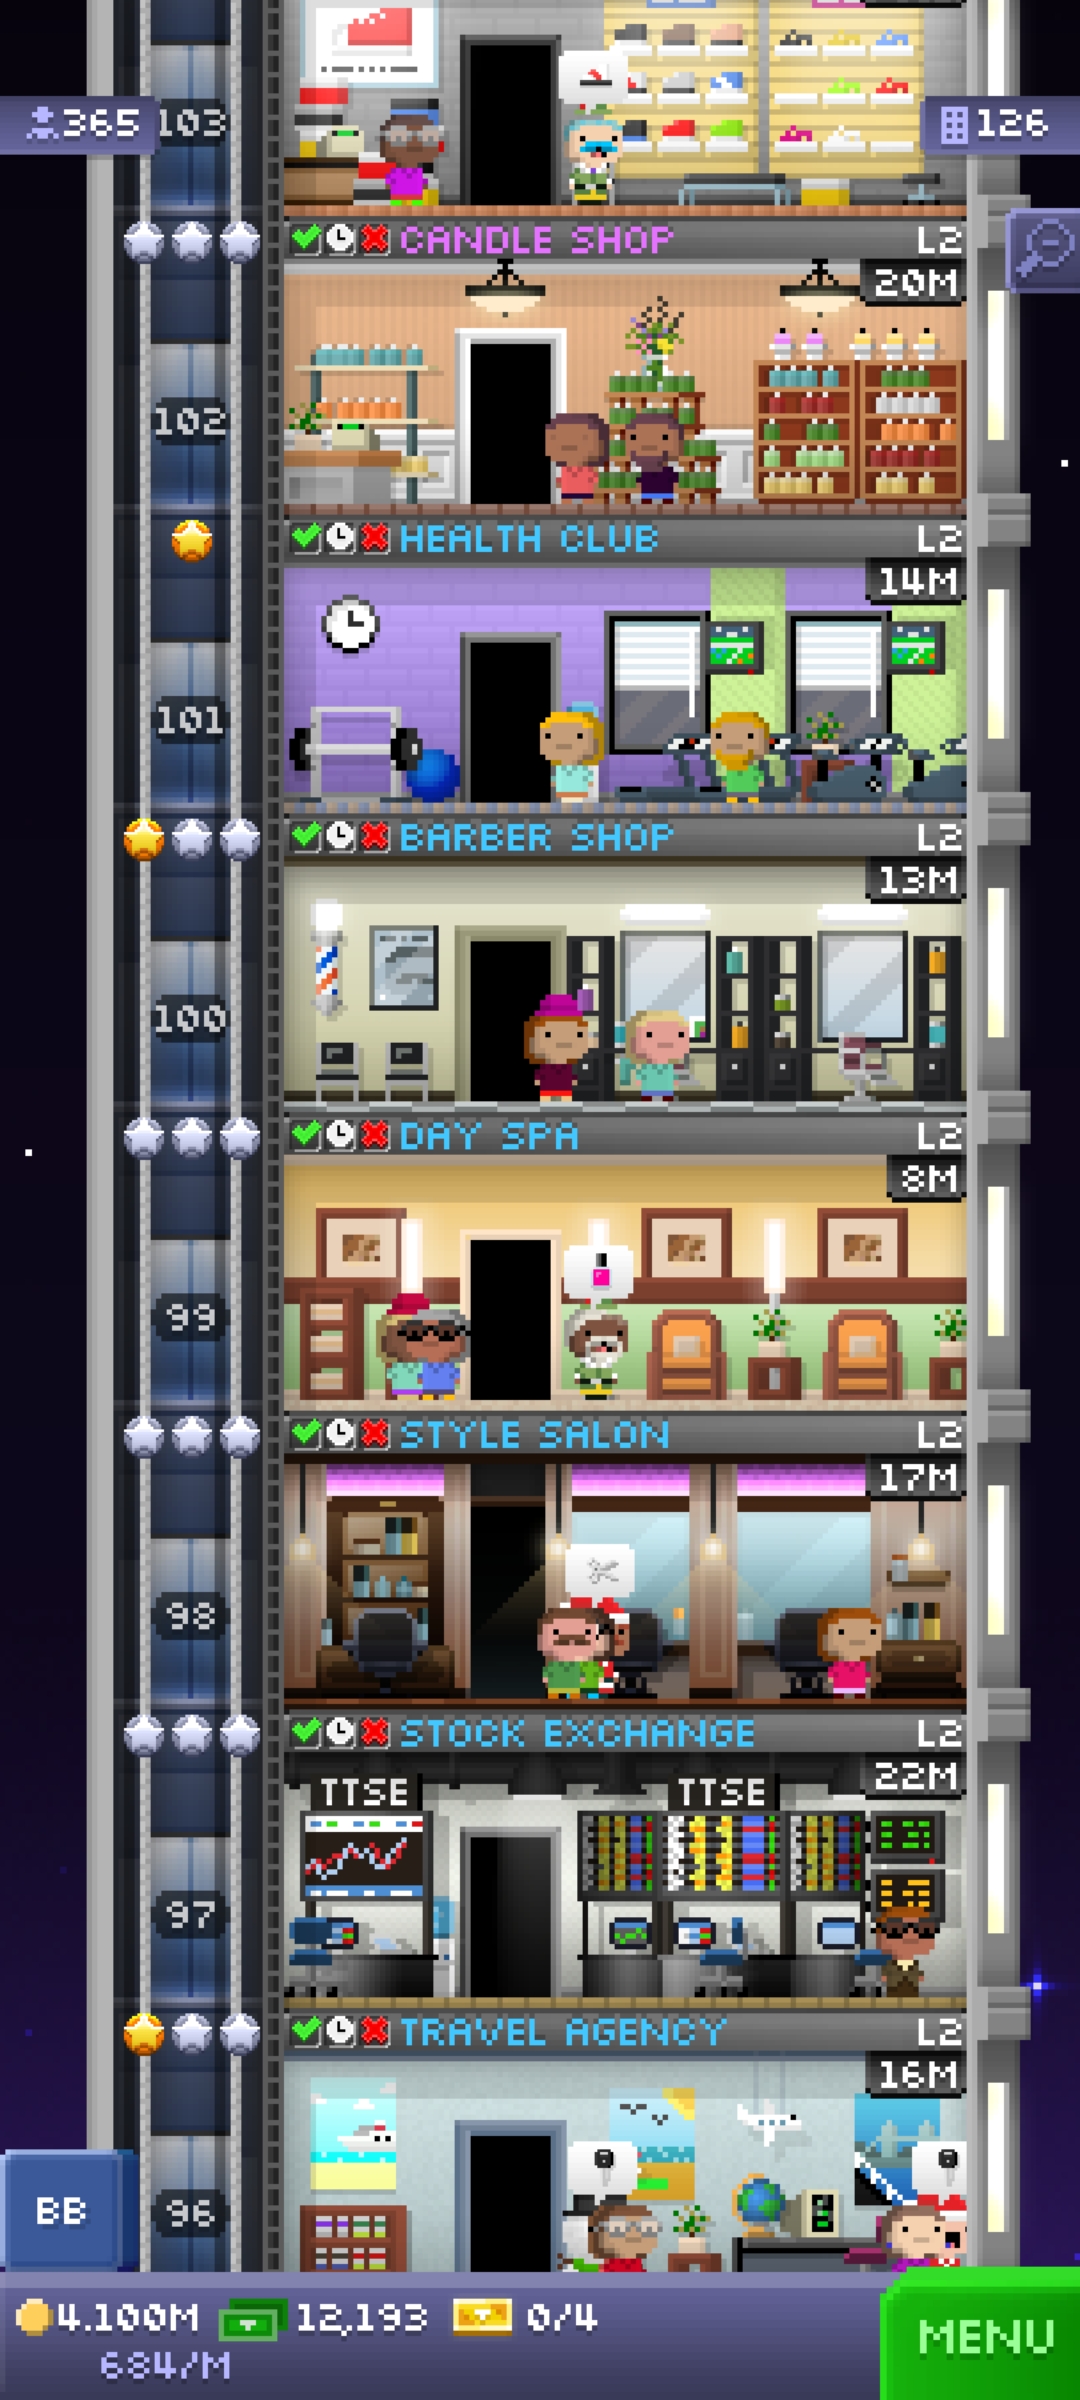 365
103
126
CANDLE SHOP L2
20M
102
HEALTH CLUB L2
14M
101
BARBER SHOP L2
13M
100
DAY SPA L2
8M
99
STYLE SALON L2
17M
98
STOCK EXCHANGE L2
22M
TTSE TTSE
97
TRAVEL AGENCY L2
16M
BB
96
4.100M 12,193 0/4
684/M
MENU